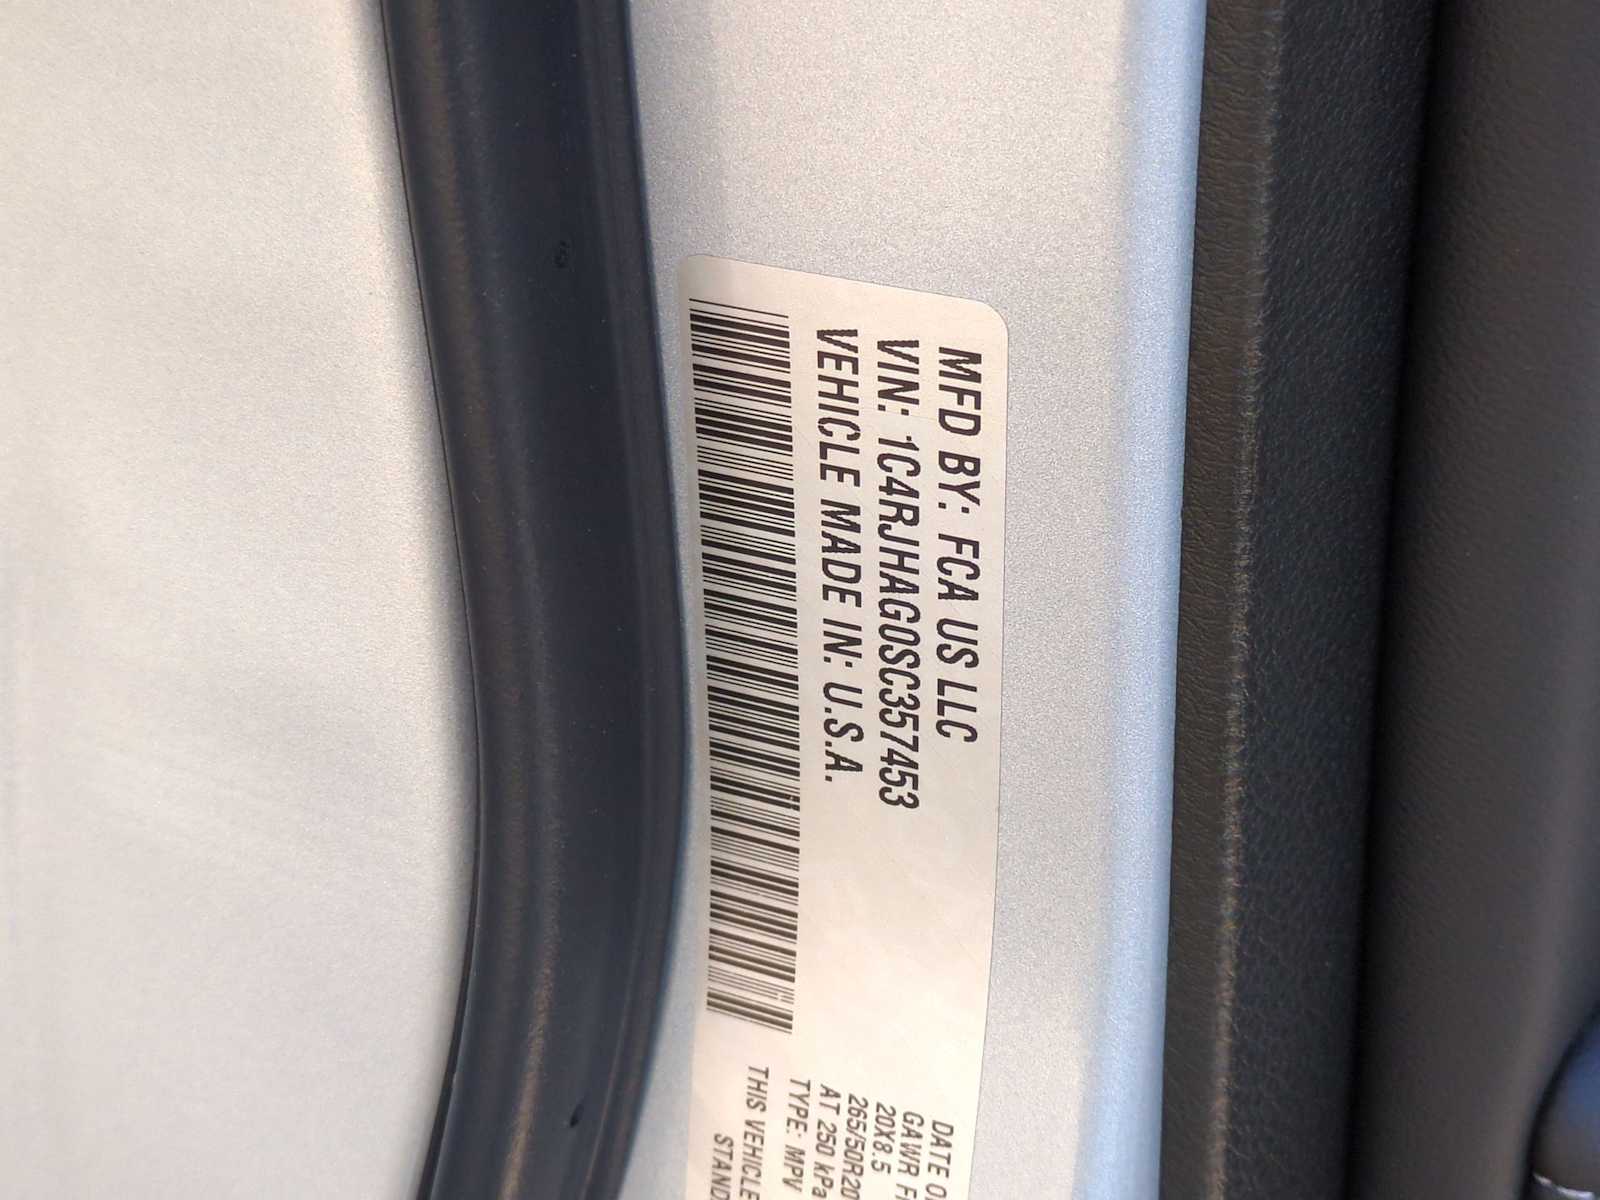 MFD BY: FCA US LLC
VIN: 1C4RJHAG0SC357453
VEHICLE MADE IN: U.S.A.
DATE O
GAWR F
20X8.5
265/50R20
AT 250 kPa
TYPE: MPV
THIS VEHICLE
STAND